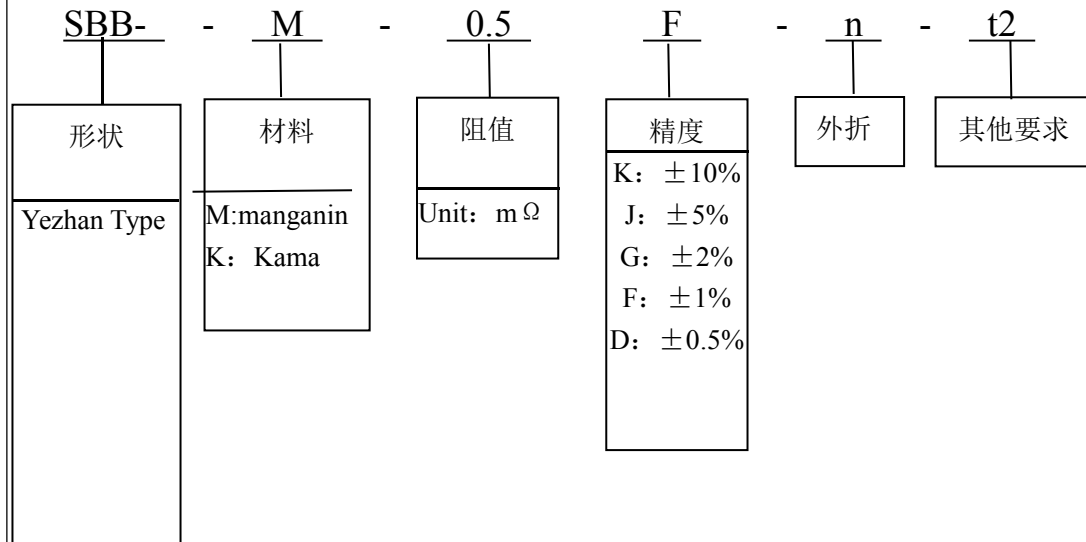 SBB- - M - 0.5 F - n - t2
形状
Yezhan Type
材料
M:manganin
K： Kama
阻值
Unit： mΩ
精度
K： ±10%
J： ±5%
G： ±2%
F： ±1%
D： ±0.5%
外折
其他要求